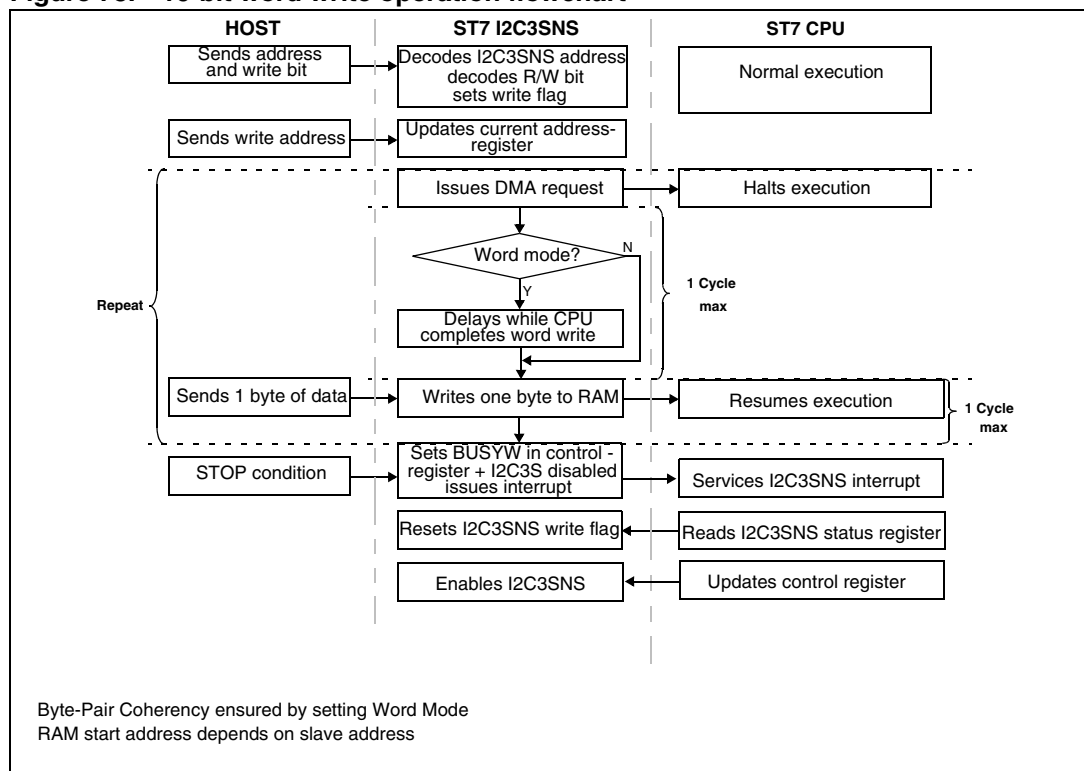 Figure word write operation flowchart
HOST
ST7 I2C3SNS
ST7 CPU
Sends address
and write bit
Decodes I2C3SNS address
decodes R/W bit
sets write flag
Normal execution
Sends write address
Updates current address-
register
Issues DMA request
Halts execution
Word mode?
N
Y
1 Cycle
max
Repeat
Delays while CPU
completes word write
Sends 1 byte of data
Writes one byte to RAM
Resumes execution
1 Cycle
max
STOP condition
Sets BUSYW in control -
register + I2C3S disabled
issues interrupt
Services I2C3SNS interrupt
Resets I2C3SNS write flag
Reads I2C3SNS status register
Enables I2C3SNS
Updates control register
Byte-Pair Coherency ensured by setting Word Mode
RAM start address depends on slave address